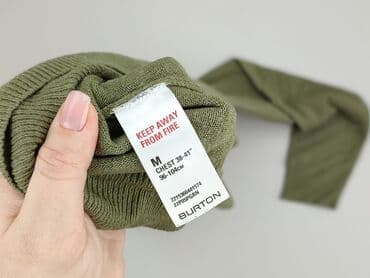 KEEP AWAY
FROM FIRE
M
CHEST 38-41"
96-104CM
BURTON